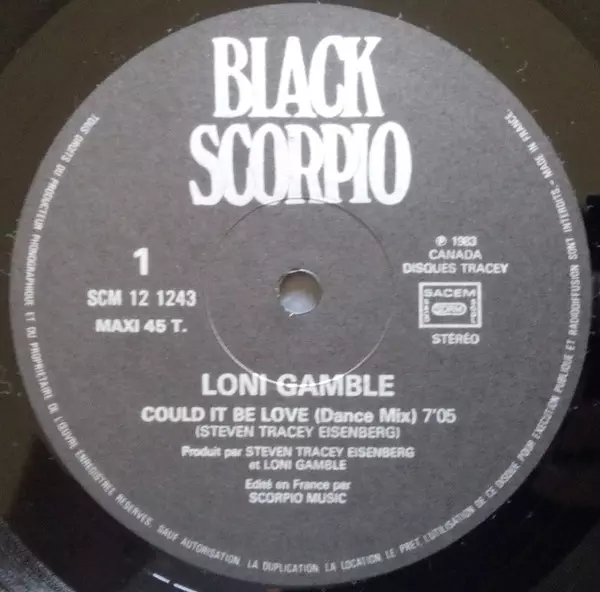 BLACK
SCORPIO
1
SCM 12 1243
MAXI 45 T.
℗ 1983
CANADA
DISQUES TRACEY
SACEM
SDRM
STÉRÉO
LONI GAMBLE
COULD IT BE LOVE (Dance Mix) 7'05
(STEVEN TRACEY EISENBERG)
Produit par STEVEN TRACEY EISENBERG
et LONI GAMBLE
Edité en France par
SCORPIO MUSIC
TOUS DROITS DU PRODUCTEUR PHONOGRAPHIQUE ET DU PROPRIETAIRE DE L'ŒUVRE ENREGISTREE RESERVES. SAUF AUTORISATION, LA DUPLICATION, LA LOCATION, LE PRET, L'UTILISATION DE CE DISQUE POUR EXECUTION PUBLIQUE ET RADIODIFFUSION SONT INTERDITS - MADE IN FRANCE.